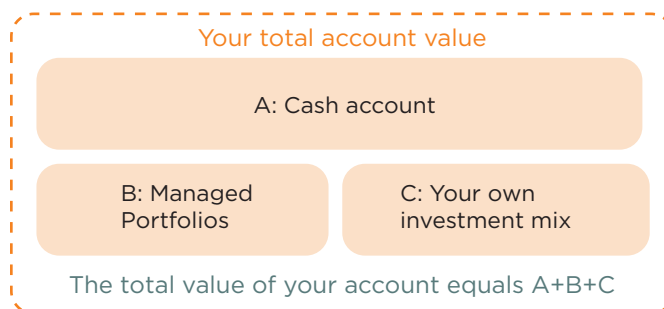 Your total account value
A: Cash account
B: Managed
Portfolios
C: Your own
investment mix
The total value of your account equals A+B+C